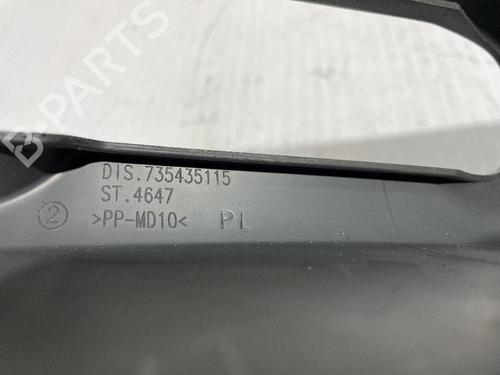 B-PARTS
DIS.735435115
ST.4647
② >PP-MD10< PL